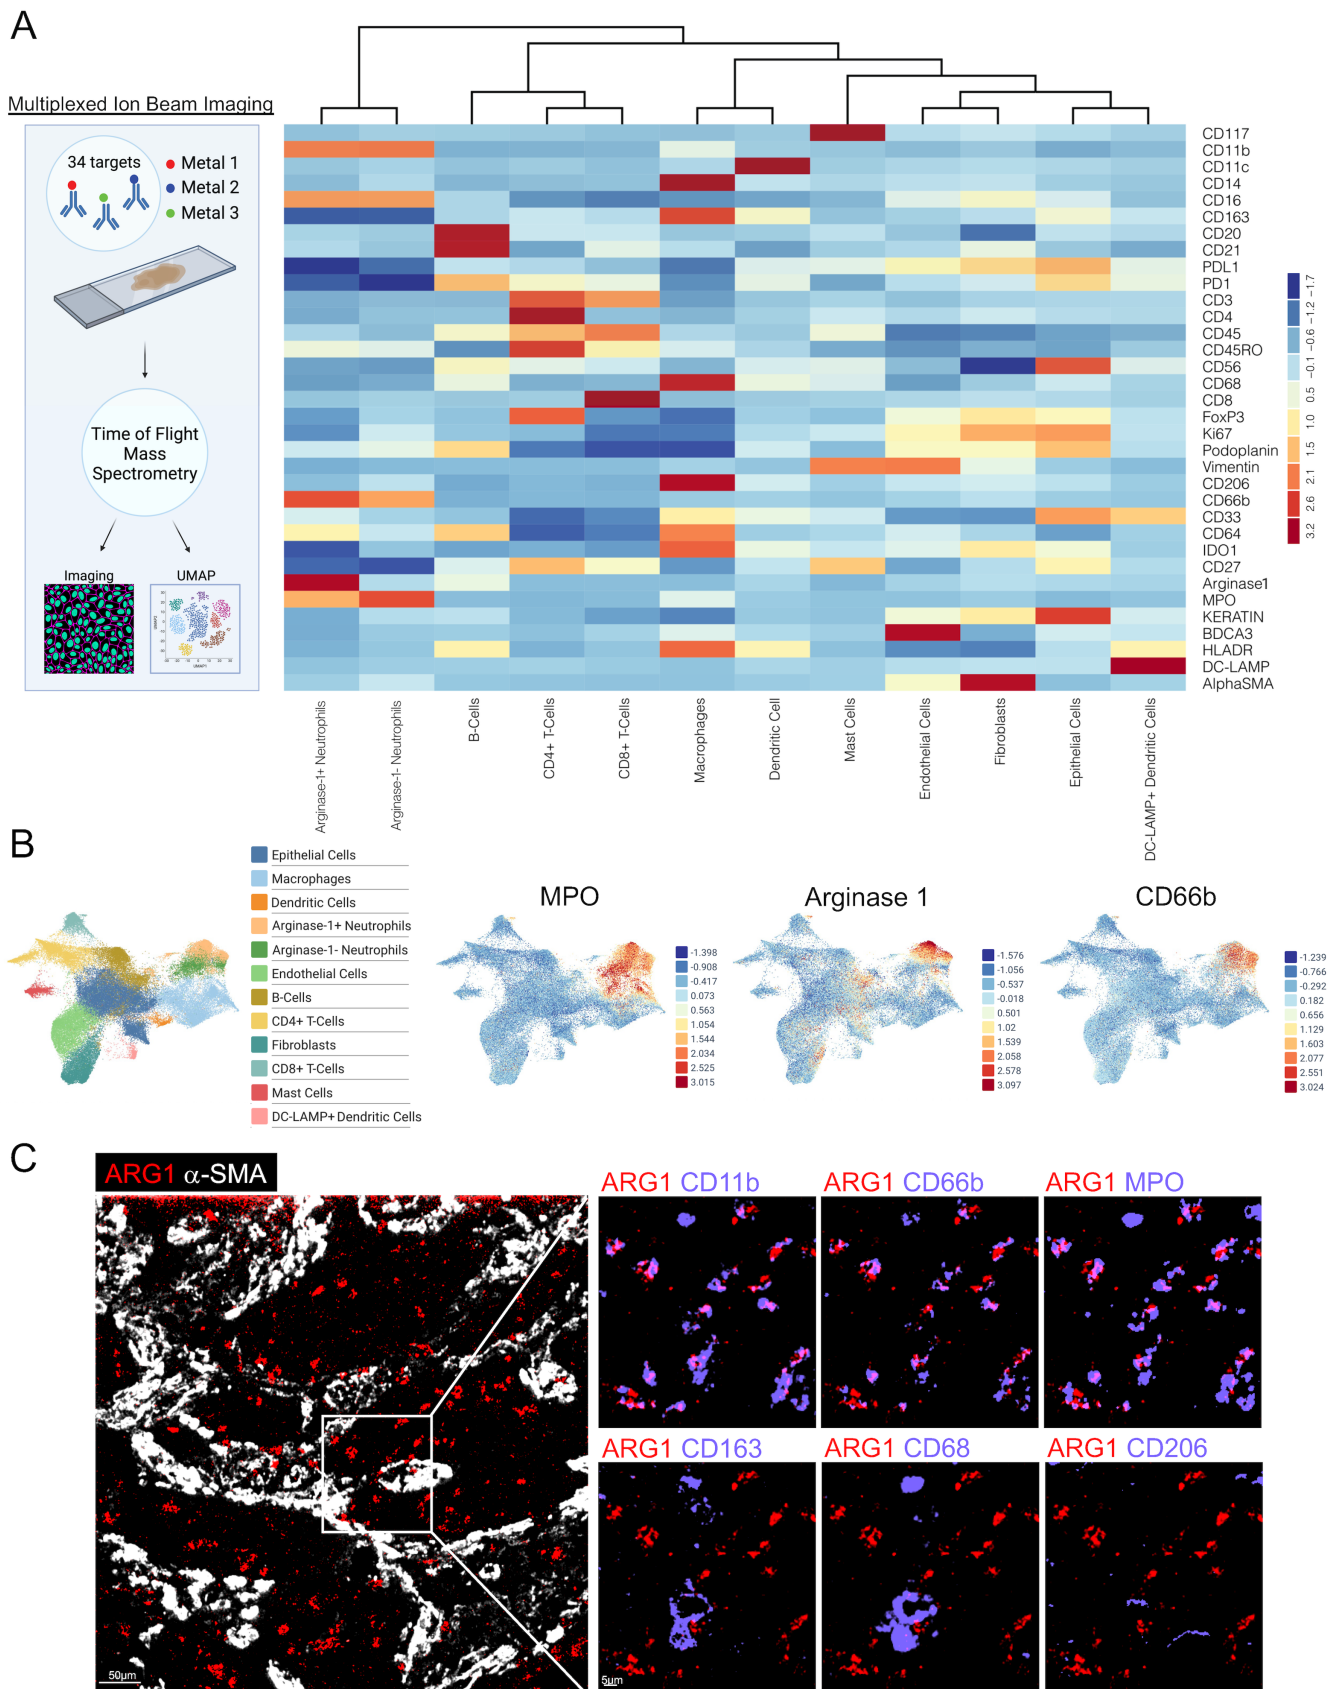 A
Multiplexed Ion Beam Imaging
34 targets
Metal 1
Metal 2
Metal 3
Time of Flight
Mass
Spectrometry
Imaging
UMAP
CD117
CD11b
CD11c
CD14
CD16
CD163
CD20
CD21
PDL1
PD1
CD3
CD4
CD45
CD45RO
CD56
CD68
CD8
FoxP3
Ki67
Podoplanin
Vimentin
CD206
CD66b
CD33
CD64
IDO1
CD27
Arginase1
MPO
KERATIN
BDCA3
HLADR
DC-LAMP
AlphaSMA
−1.7
−1.2
−0.6
−0.1
0.5
1.0
1.5
2.1
2.6
3.2
Arginase-1+ Neutrophils
Arginase-1- Neutrophils
B-Cells
CD4+ T-Cells
CD8+ T-Cells
Macrophages
Dendritic Cell
Mast Cells
Endothelial Cells
Fibroblasts
Epithelial Cells
DC-LAMP+ Dendritic Cells
B
Epithelial Cells
Macrophages
Dendritic Cells
Arginase-1+ Neutrophils
Arginase-1- Neutrophils
Endothelial Cells
B-Cells
CD4+ T-Cells
Fibroblasts
CD8+ T-Cells
Mast Cells
DC-LAMP+ Dendritic Cells
MPO
-1.398
-0.908
-0.417
0.073
0.563
1.054
1.544
2.034
2.525
3.015
Arginase 1
-1.576
-1.056
-0.537
-0.018
0.501
1.02
1.539
2.058
2.578
3.097
CD66b
-1.239
-0.766
-0.292
0.182
0.656
1.129
1.603
2.077
2.551
3.024
C
ARG1 α-SMA
50µm
ARG1 CD11b
ARG1 CD66b
ARG1 MPO
ARG1 CD163
ARG1 CD68
ARG1 CD206
5µm